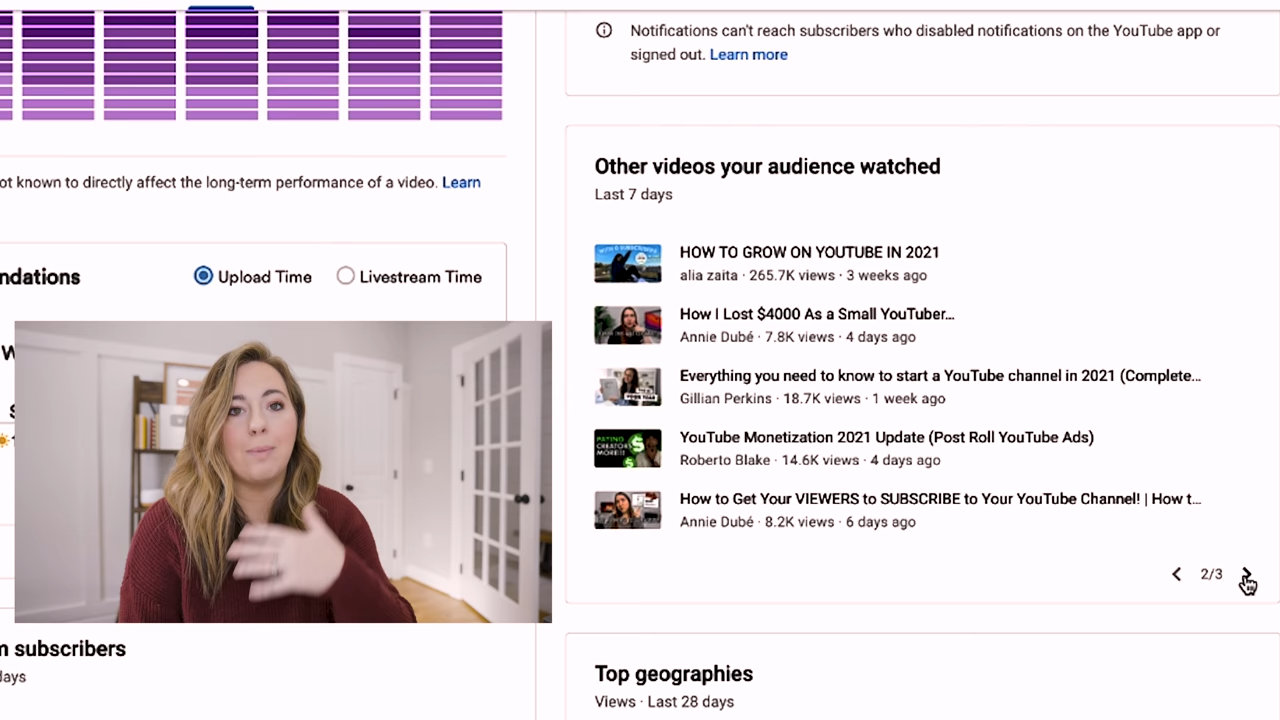 Notifications can't reach subscribers who disabled notifications on the YouTube app or
signed out. Learn more
ot known to directly affect the long-term performance of a video. Learn
ndations
Upload Time
Livestream Time
m subscribers
days
Other videos your audience watched
Last 7 days
HOW TO GROW ON YOUTUBE IN 2021
alia zaita · 265.7K views · 3 weeks ago
How I Lost $4000 As a Small YouTuber...
Annie Dubé · 7.8K views · 4 days ago
Everything you need to know to start a YouTube channel in 2021 (Complete...
Gillian Perkins · 18.7K views · 1 week ago
PAYING
CREATORS
MORE!!!
YouTube Monetization 2021 Update (Post Roll YouTube Ads)
Roberto Blake · 14.6K views · 4 days ago
How to Get Your VIEWERS to SUBSCRIBE to Your YouTube Channel! | How t...
Annie Dubé · 8.2K views · 6 days ago
2/3
Top geographies
Views · Last 28 days